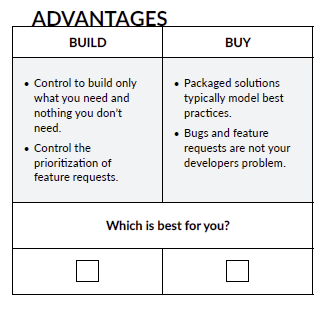 ADVANTAGES
BUILD
BUY
• Control to build only
what you need and
nothing you don't
need.
• Control the
prioritization of
feature requests.
• Packaged solutions
typically model best
practices.
• Bugs and feature
requests are not your
developers problem.
Which is best for you?